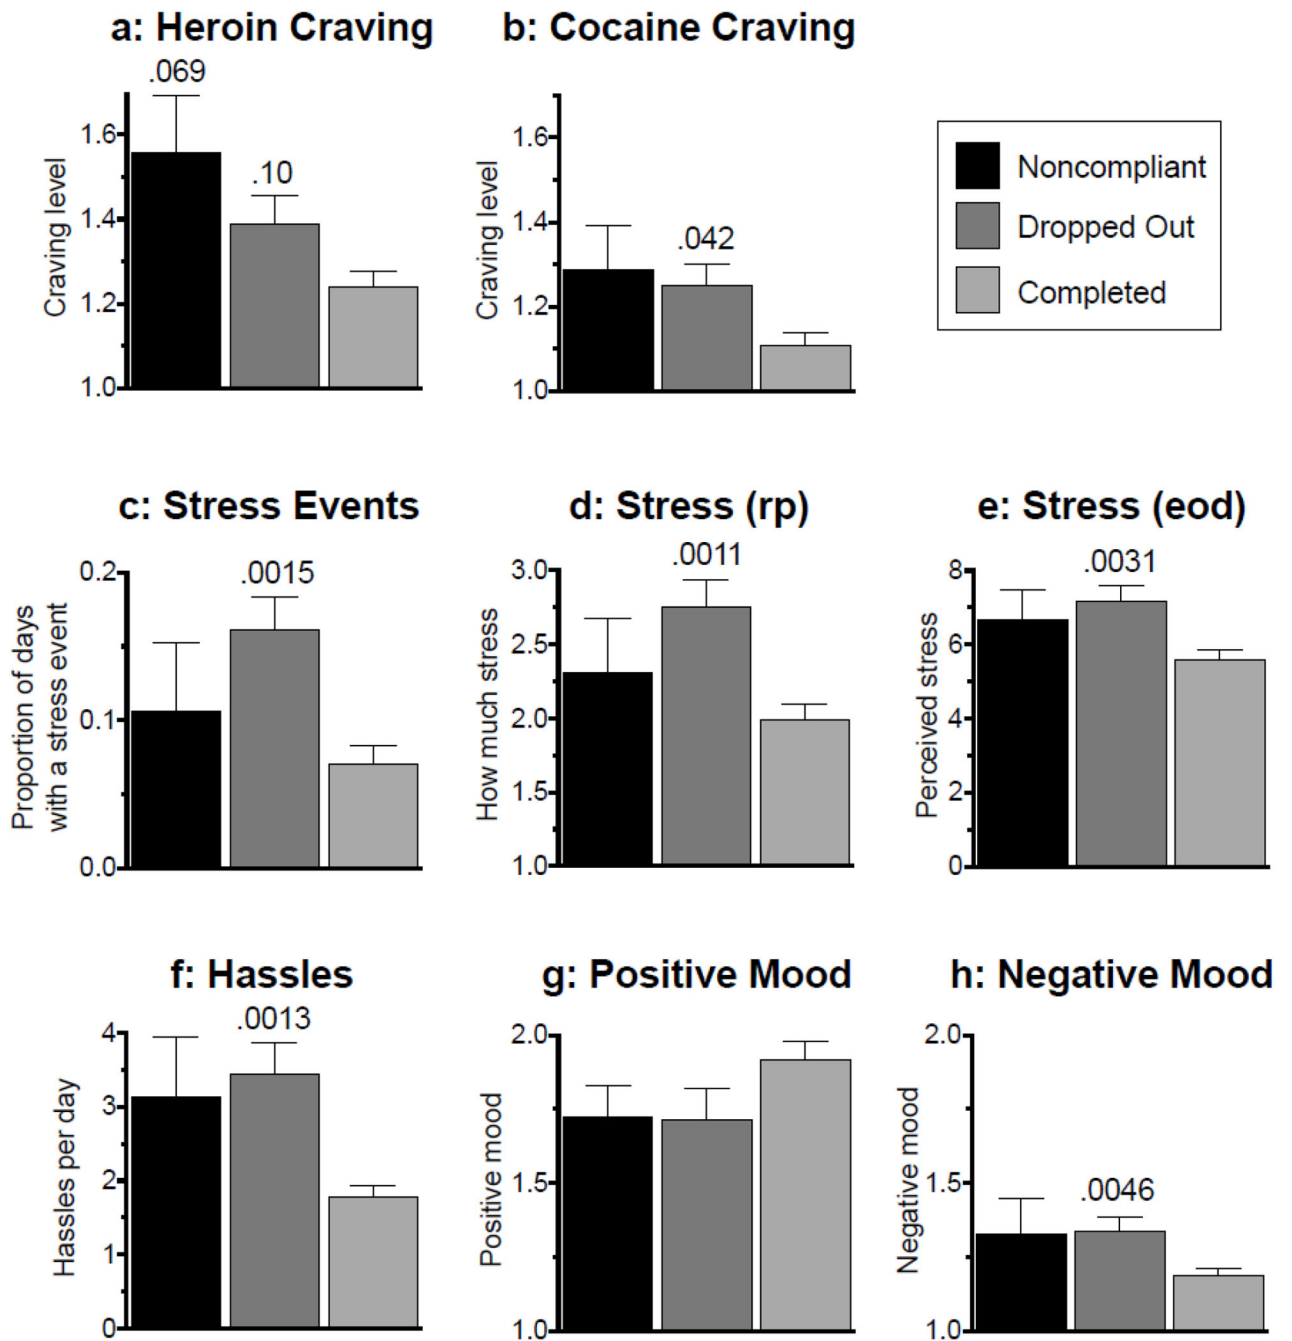 a: Heroin Craving
.069
.10
Craving level
1.6
1.4
1.2
1.0
b: Cocaine Craving
.042
Craving level
1.6
1.4
1.2
1.0
Noncompliant
Dropped Out
Completed
c: Stress Events
.0015
Proportion of days
with a stress event
0.2
0.1
0.0
d: Stress (rp)
.0011
How much stress
3.0
2.5
2.0
1.5
1.0
e: Stress (eod)
.0031
Perceived stress
8
6
4
2
0
f: Hassles
.0013
Hassles per day
4
3
2
1
0
g: Positive Mood
Positive mood
2.0
1.5
1.0
h: Negative Mood
.0046
Negative mood
2.0
1.5
1.0